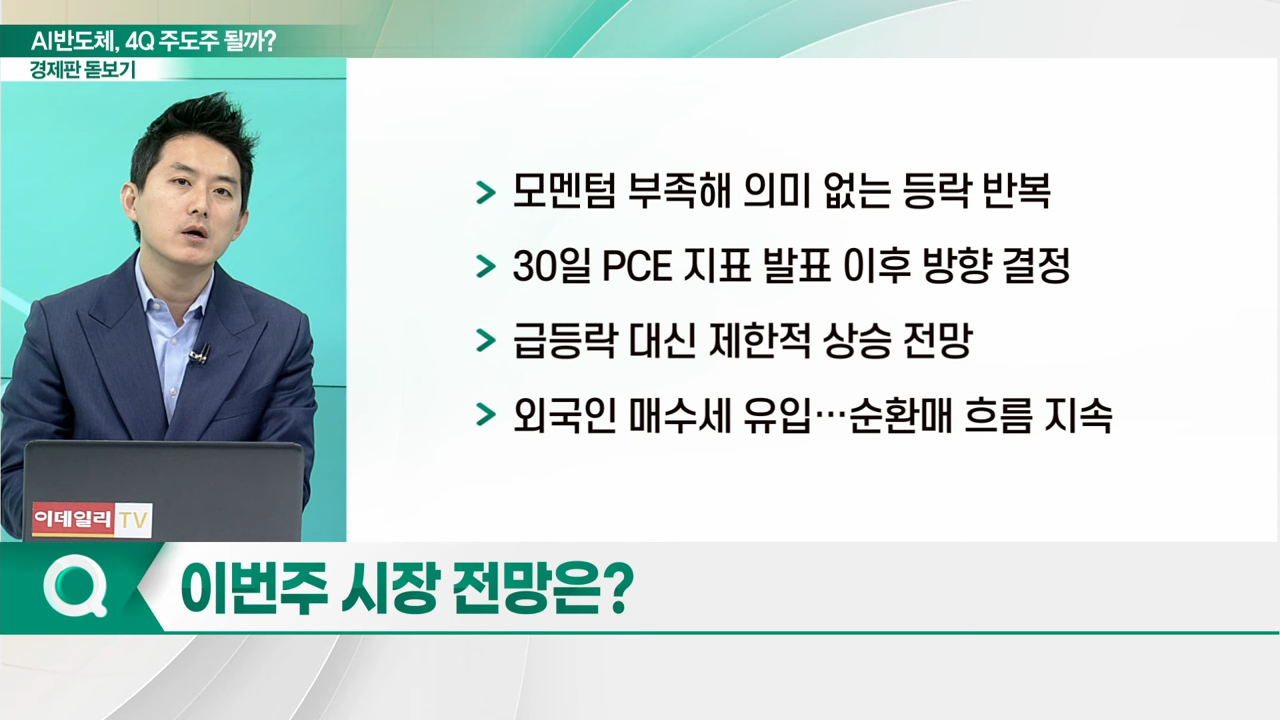 AI반도체, 4Q 주도주 될까?
경제판 돋보기
> 모멘텀 부족해 의미 없는 등락 반복
> 30일 PCE 지표 발표 이후 방향 결정
> 급등락 대신 제한적 상승 전망
> 외국인 매수세 유입…순환매 흐름 지속
이데일리 TV
Q 이번주 시장 전망은?